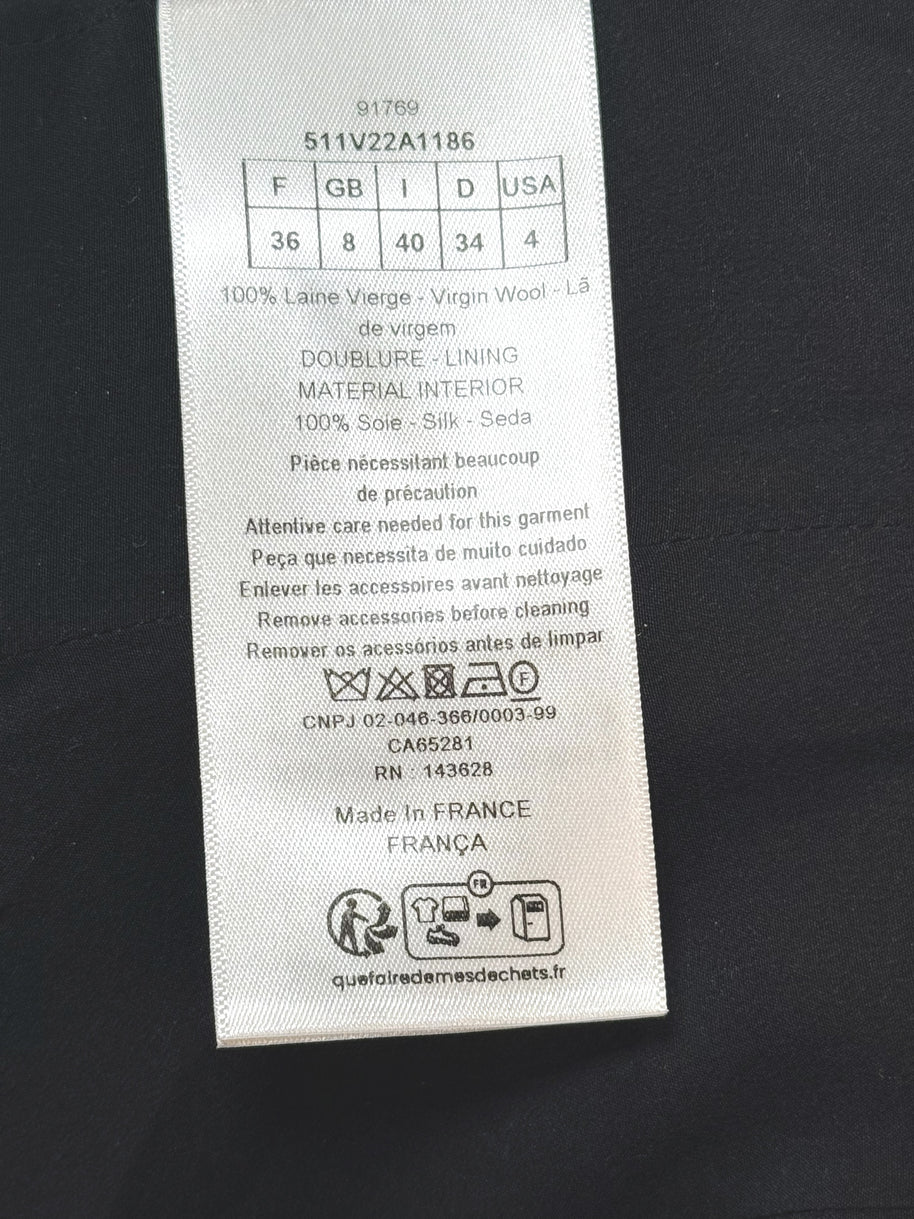 91769
511V22A1186
F GB I D USA
36 8 40 34 4
100% Laine Vierge - Virgin Wool - Lã
de virgem
DOUBLURE - LINING
MATERIAL INTERIOR
100% Soie - Silk - Seda
Pièce nécessitant beaucoup
de précaution
Attentive care needed for this garment
Peça que necessita de muito cuidado
Enlever les accessoires avant nettoyage
Remove accessories before cleaning
Remover os acessórios antes de limpar
F
CNPJ 02-046-366/0003-99
CA65281
RN : 143628
Made In FRANCE
FRANÇA
FR
quefairedemesdechets.fr